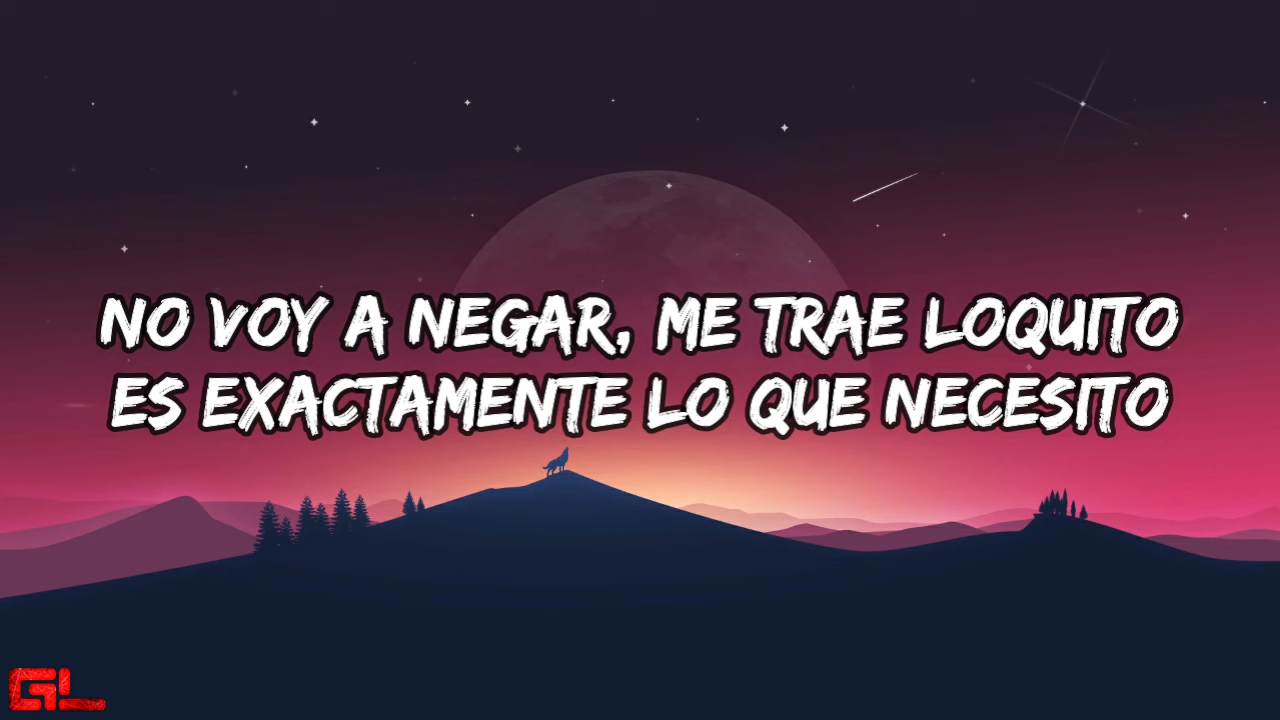 NO VOY A NEGAR, ME TRAE LOQUITO
ES EXACTAMENTE LO QUE NECESITO
GL